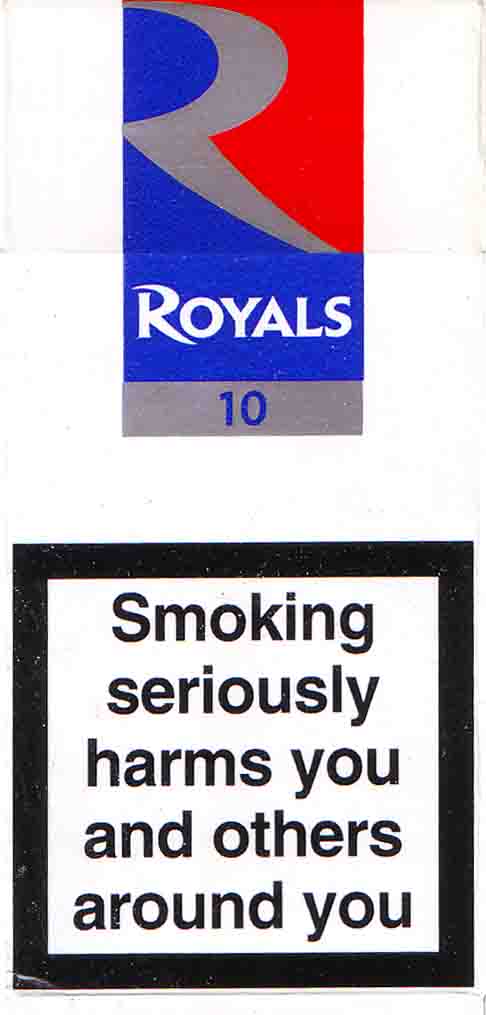 ROYALS
10
Smoking
seriously
harms you
and others
around you